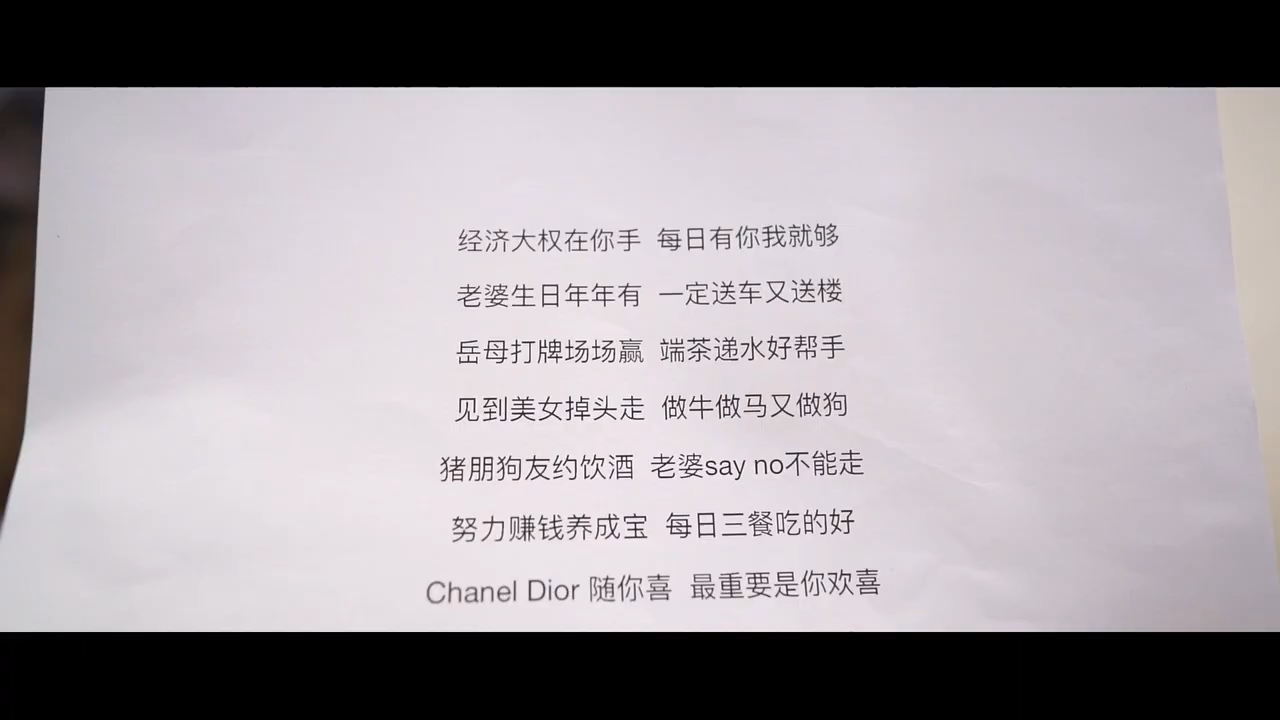 经济大权在你手 每日有你我就够
老婆生日年年有 一定送车又送楼
岳母打牌场场赢 端茶递水好帮手
见到美女掉头走 做牛做马又做狗
猪朋狗友约饮酒 老婆say no不能走
努力赚钱养成宝 每日三餐吃的好
Chanel Dior 随你喜 最重要是你欢喜